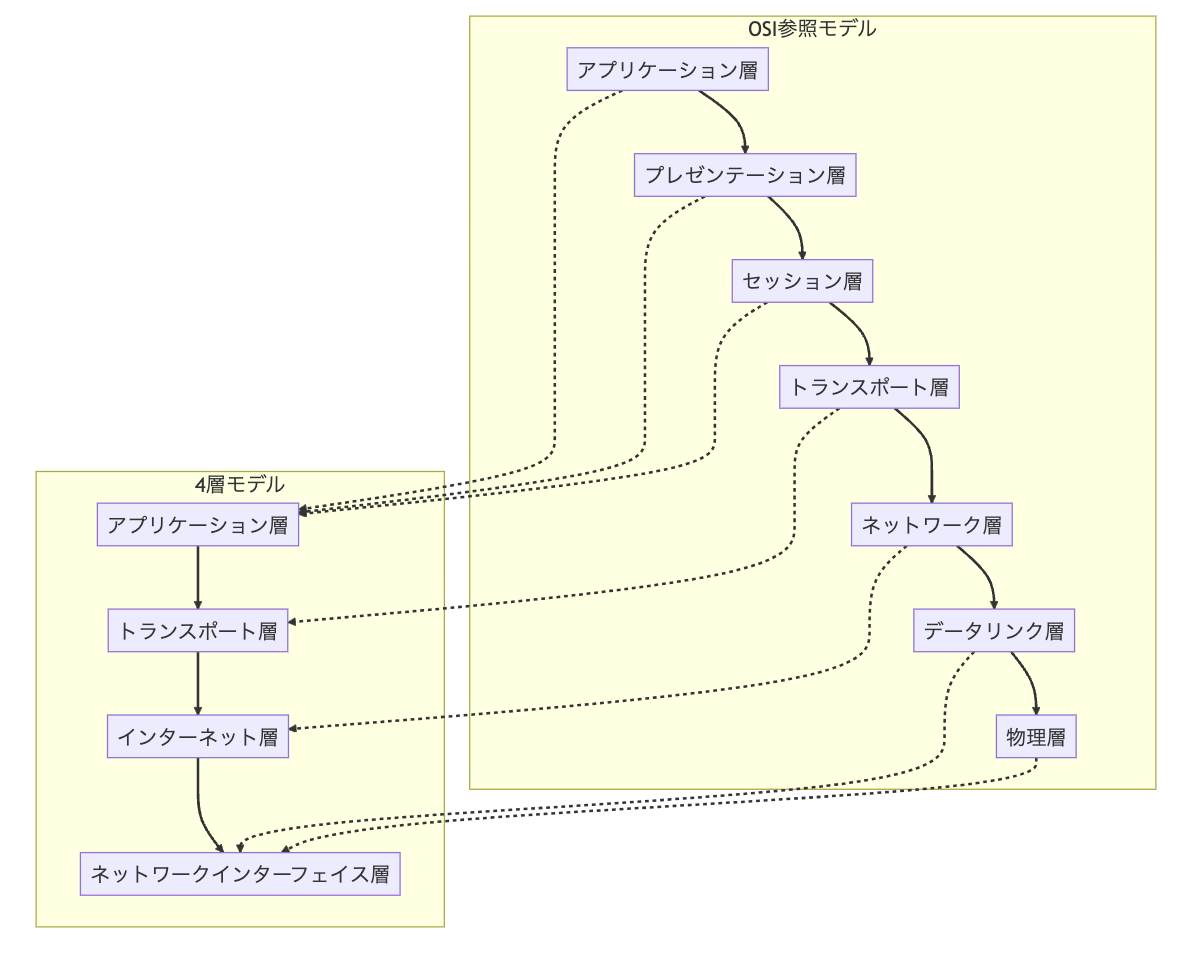 OSI参照モデル
アプリケーション層
プレゼンテーション層
セッション層
トランスポート層
ネットワーク層
データリンク層
物理層
4層モデル
アプリケーション層
トランスポート層
インターネット層
ネットワークインターフェイス層